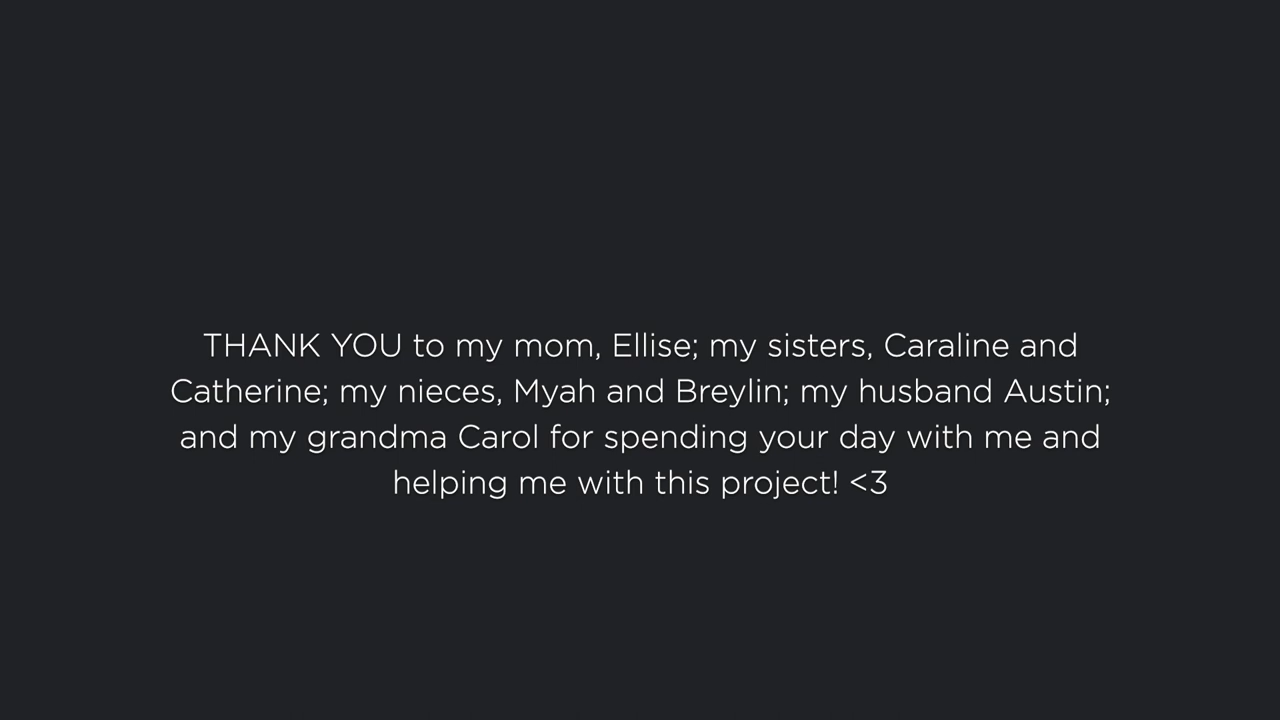 THANK YOU to my mom, Ellise; my sisters, Caraline and
Catherine; my nieces, Myah and Breylin; my husband Austin;
and my grandma Carol for spending your day with me and
helping me with this project! <3